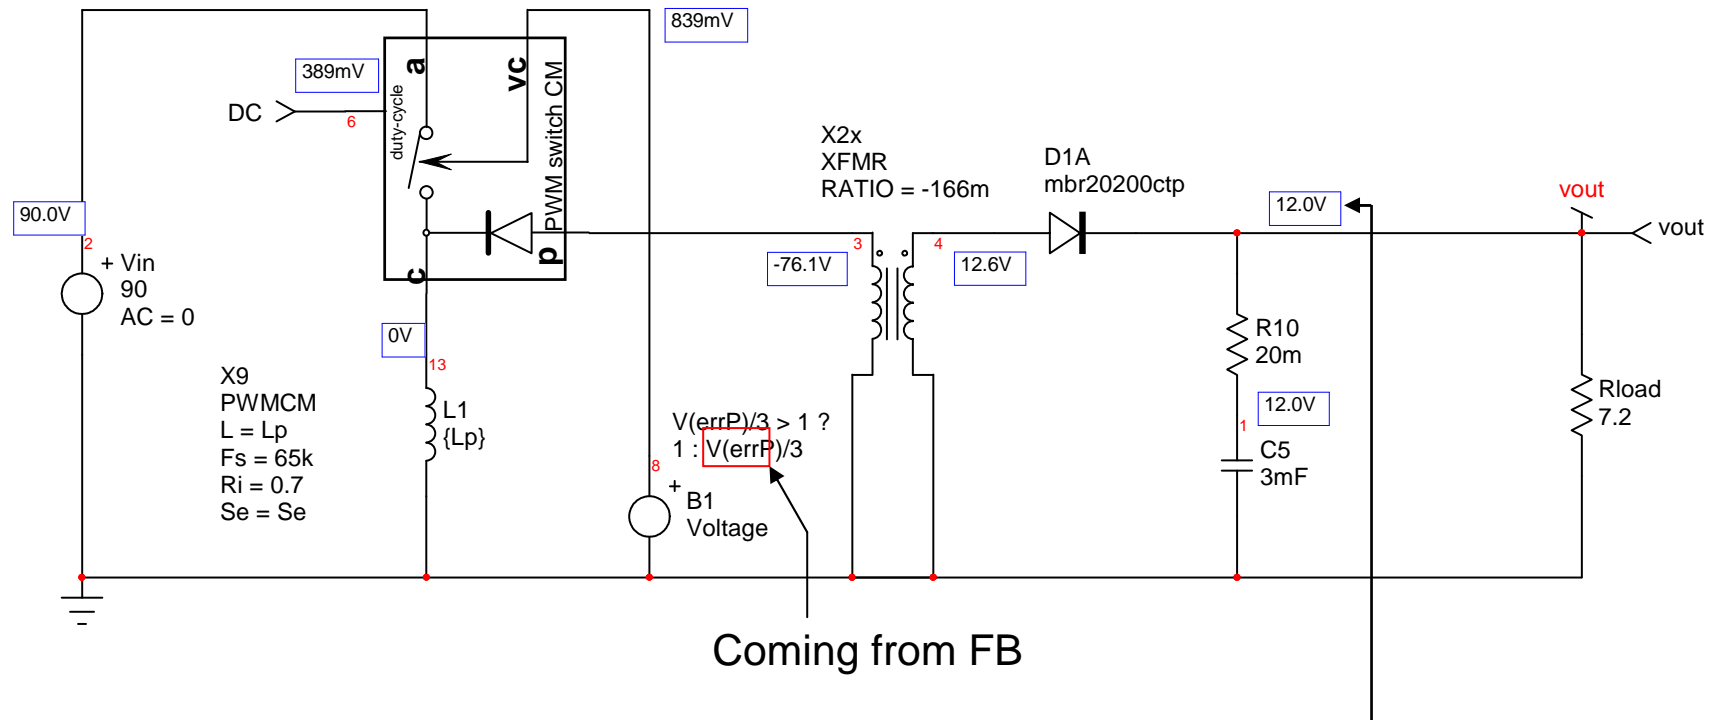 839mV
389mV
a
vc
duty-cycle
PWM switch CM
p
c
DC
6
90.0V
2
+ Vin
90
AC = 0
0V
13
L1
{Lp}
X9
PWMCM
L = Lp
Fs = 65k
Ri = 0.7
Se = Se
V(errP)/3 > 1 ?
1 : V(errP)/3
8
+
B1
Voltage
X2x
XFMR
RATIO = -166m
3
4
-76.1V
12.6V
D1A
mbr20200ctp
12.0V
vout
vout
R10
20m
12.0V
1
C5
3mF
Rload
7.2
Coming from FB